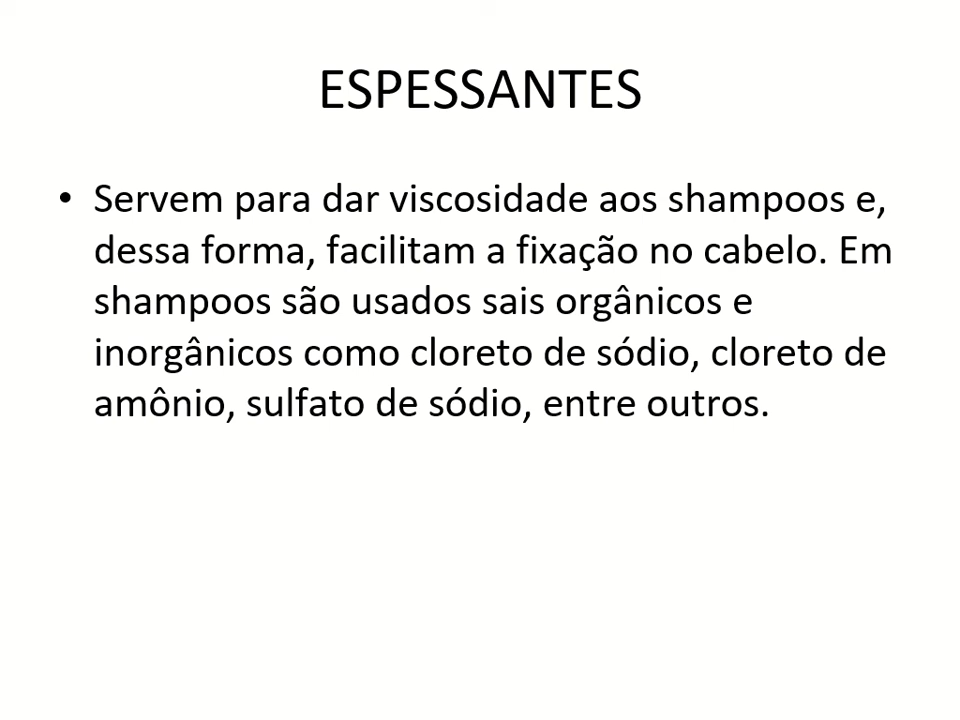 ESPESSANTES
• Servem para dar viscosidade aos shampoos e,
dessa forma, facilitam a fixação no cabelo. Em
shampoos são usados sais orgânicos e
inorgânicos como cloreto de sódio, cloreto de
amônio, sulfato de sódio, entre outros.